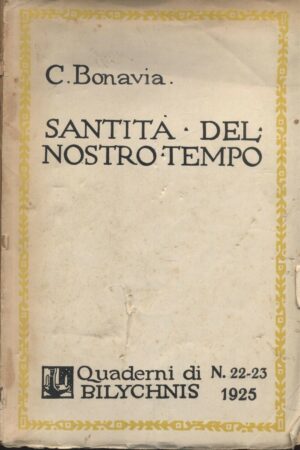 C. Bonavia.
SANTITÀ · DEL·
NOSTRO·TEMPO
Quaderni di N. 22-23
BILYCHNIS 1925